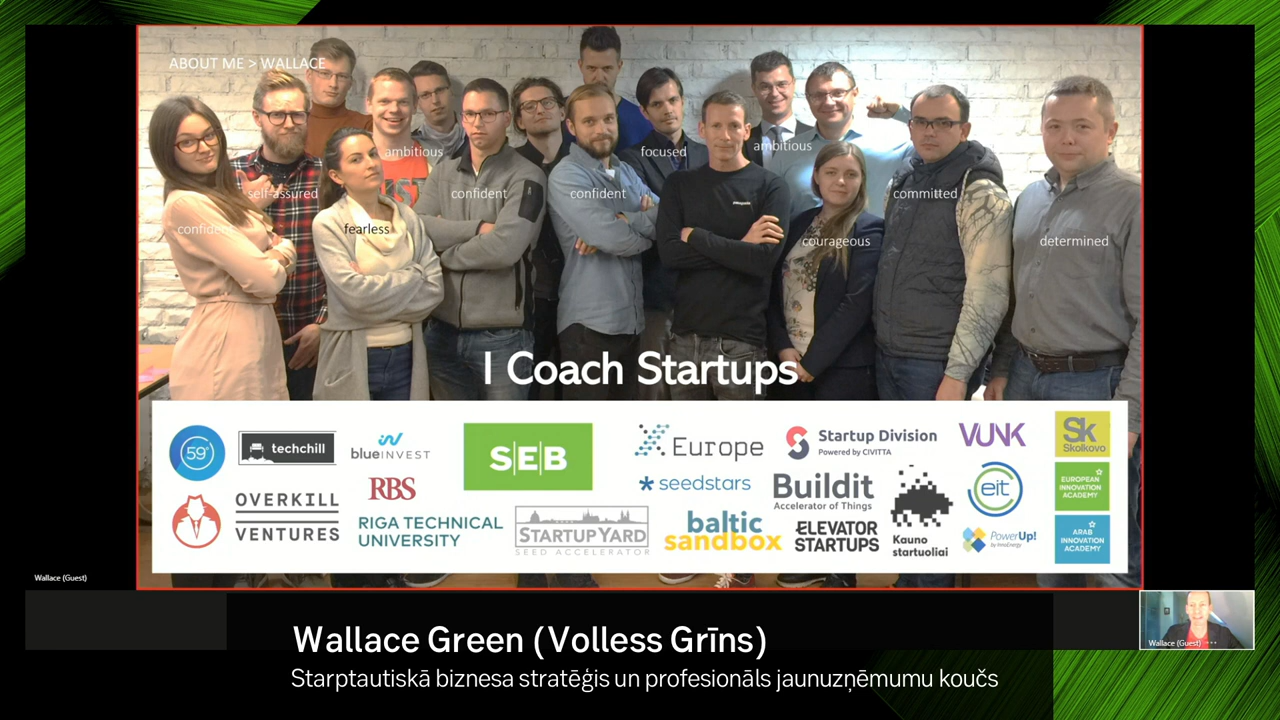 ABOUT ME > WALLACE
ambitious
focused
ambitious
self-assured
confident
confident
committed
confident
fearless
courageous
determined
I Coach Startups
59'
techchill
blueINVEST
S|E|B
Europe
Startup Division
Powered by CIVITTA
VUNK
Sk
Skolkovo
OVERKILL
VENTURES
RBS
RIGA TECHNICAL
UNIVERSITY
STARTUPYARD
SEED ACCELERATOR
seedstars
baltic
sandbox
Buildit
Accelerator of Things
ELEVATOR
STARTUPS
Kauno
startuoliai
eit
PowerUp!
by InnoEnergy
EUROPEAN
INNOVATION
ACADEMY
ARAB
INNOVATION
ACADEMY
Wallace (Guest)
Wallace (Guest)
Wallace Green (Volless Grīns)
Starptautiskā biznesa stratēģis un profesionāls jaunuzņēmumu koučs